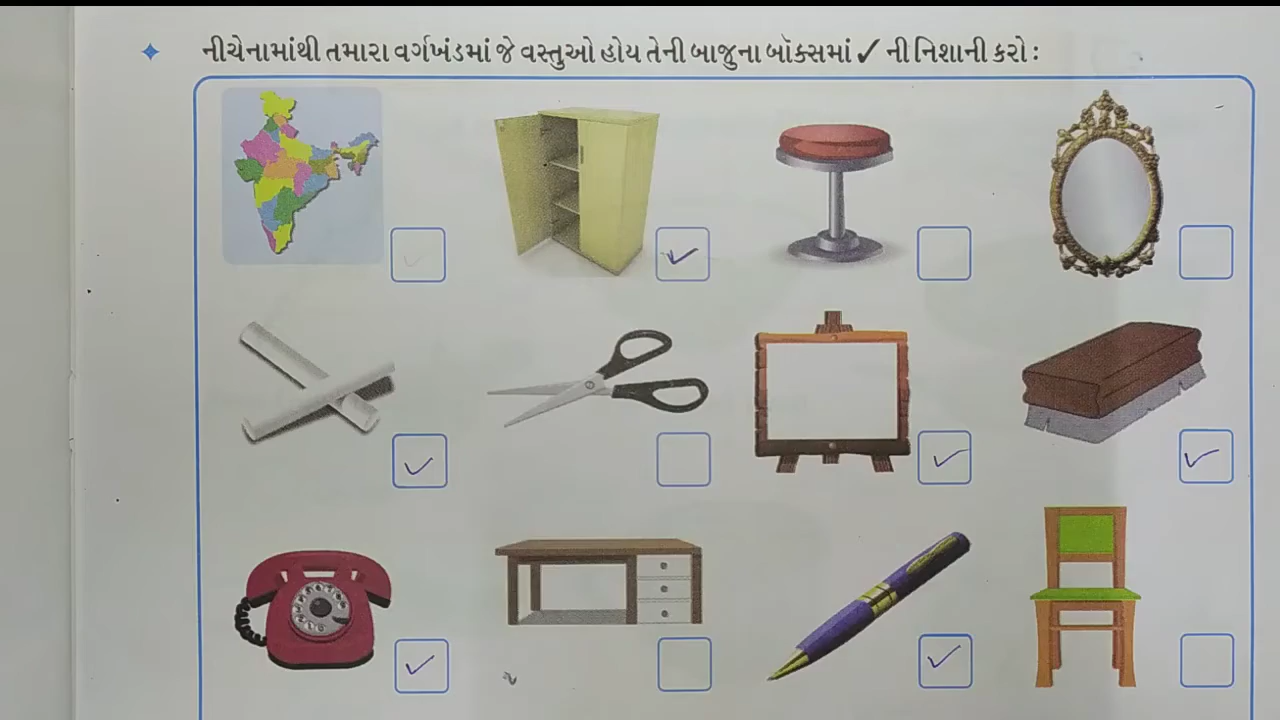 નીચેનામાંથી તમારા વર્ગખંડમાં જે વસ્તુઓ હોય તેની બાજુના બૉક્સમાં ✓ ની નિશાની કરો :